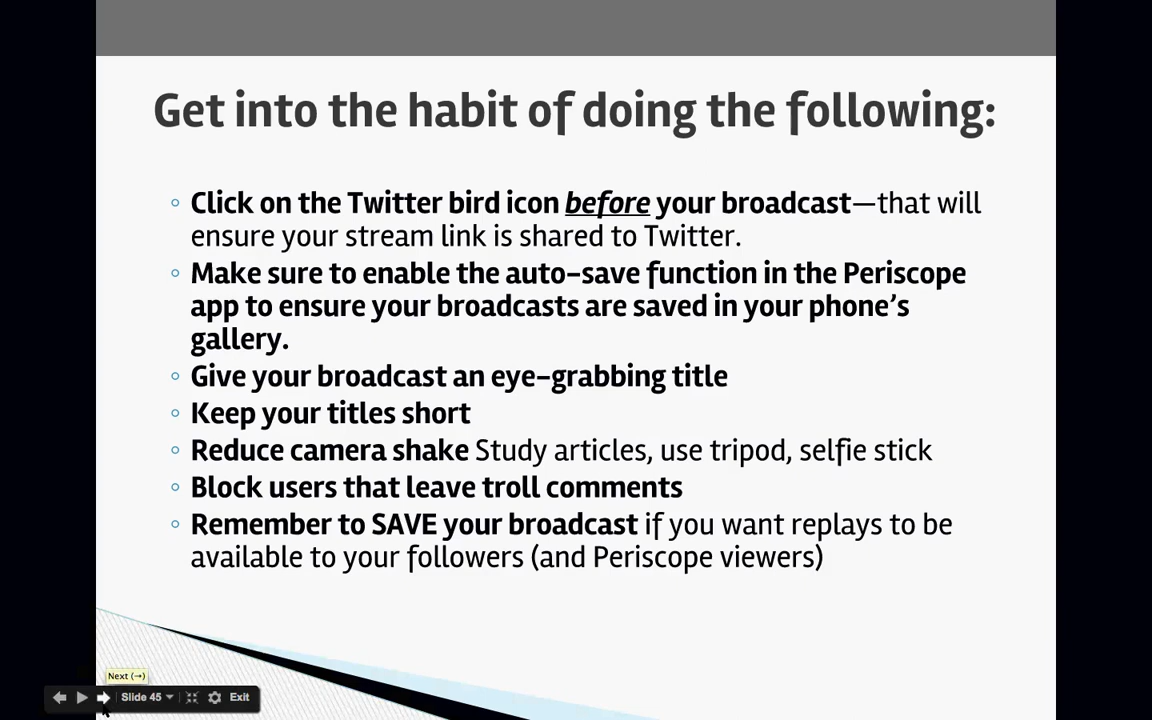 Get into the habit of doing the following:
◦ Click on the Twitter bird icon before your broadcast—that will
ensure your stream link is shared to Twitter.
◦ Make sure to enable the auto-save function in the Periscope
app to ensure your broadcasts are saved in your phone’s
gallery.
◦ Give your broadcast an eye-grabbing title
◦ Keep your titles short
◦ Reduce camera shake Study articles, use tripod, selfie stick
◦ Block users that leave troll comments
◦ Remember to SAVE your broadcast if you want replays to be
available to your followers (and Periscope viewers)
Next (→)
Slide 45 Exit